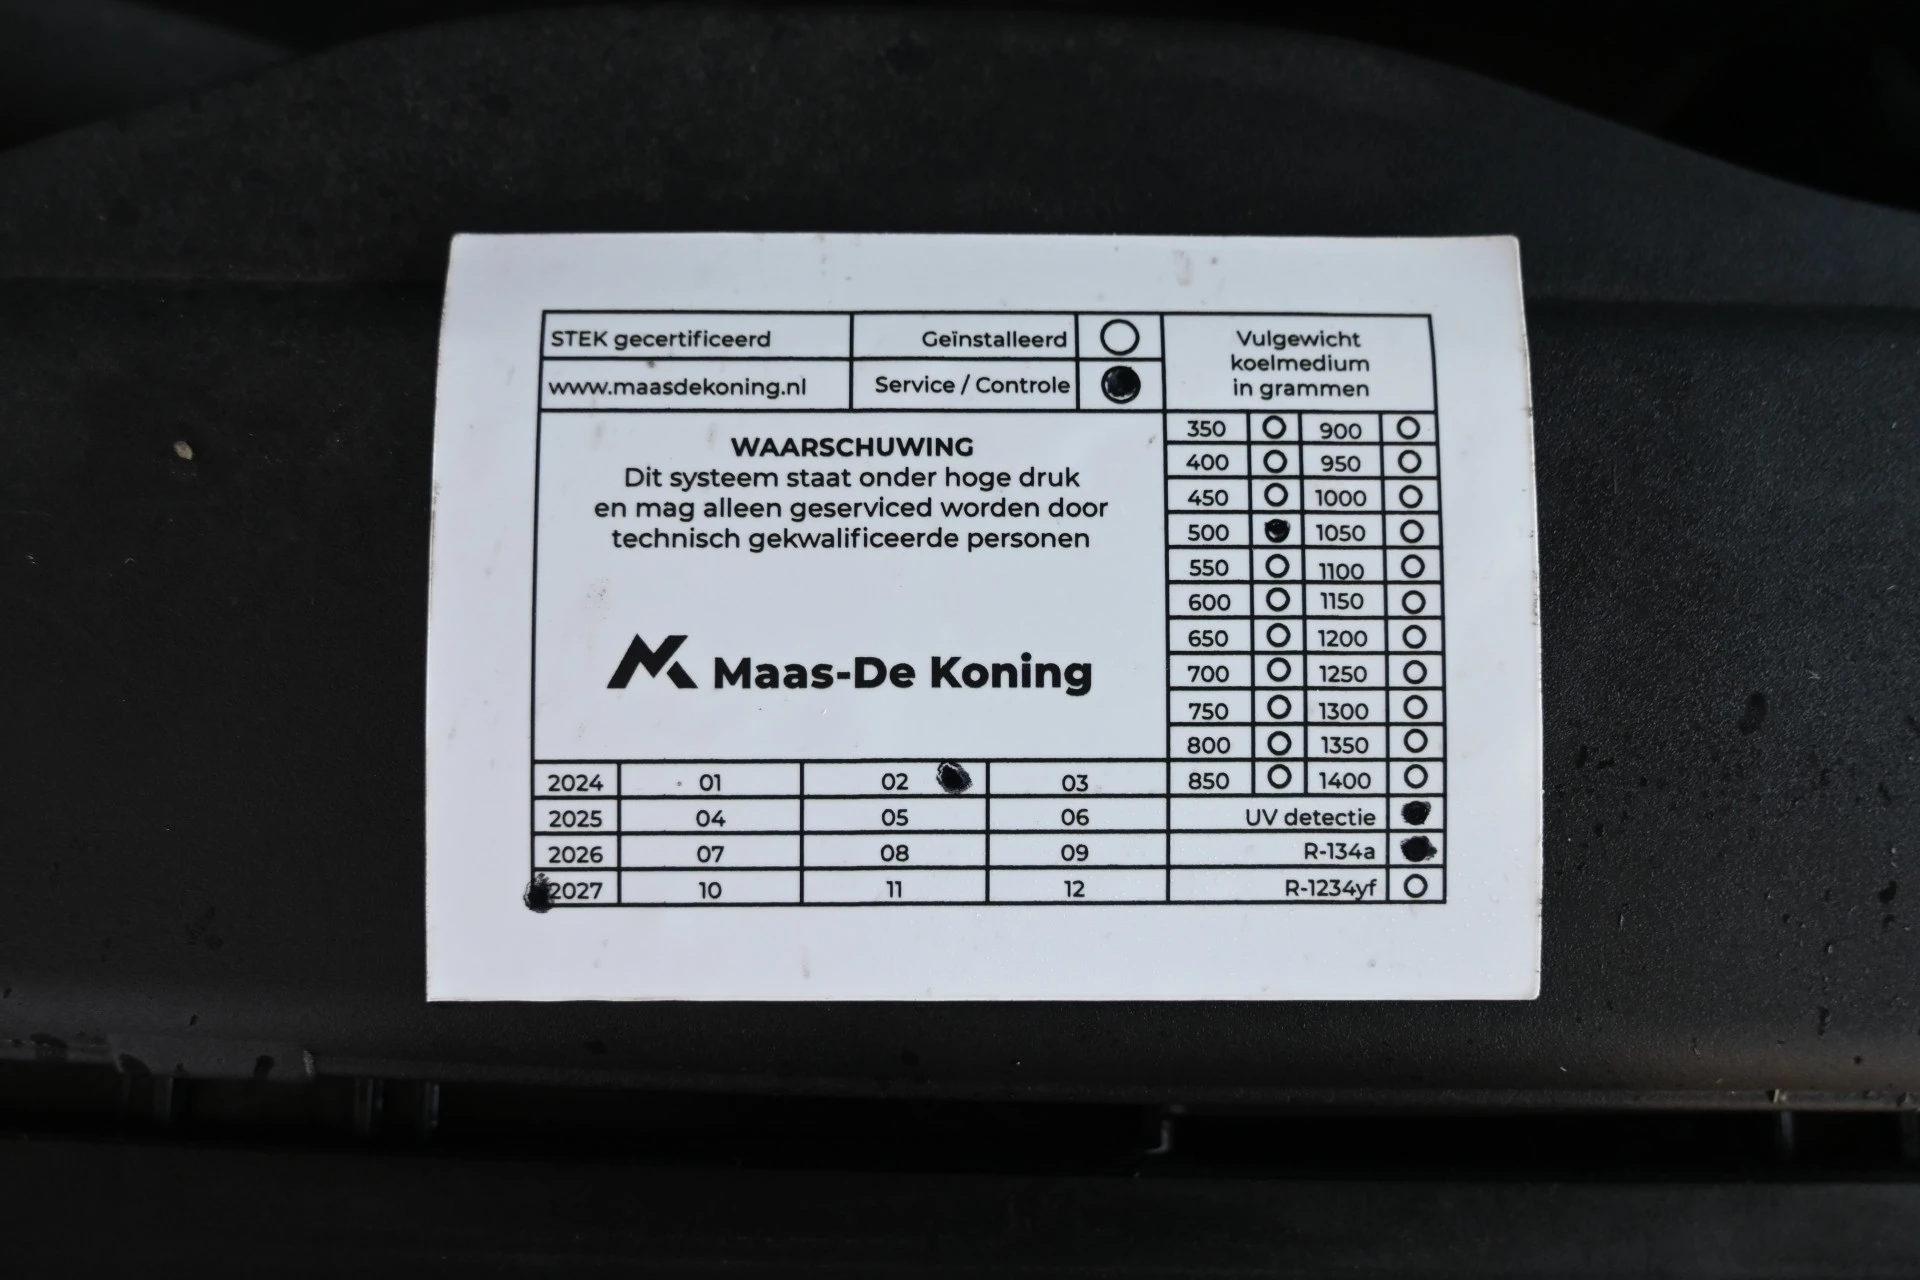 STEK gecertificeerd
Geïnstalleerd
www.maasdekoning.nl
Service / Controle
Vulgewicht
koelmedium
in grammen
WAARSCHUWING
Dit systeem staat onder hoge druk
en mag alleen geserviced worden door
technisch gekwalificeerde personen
Maas-De Koning
350 900
400 950
450 1000
500 1050
550 1100
600 1150
650 1200
700 1250
750 1300
800 1350
850 1400
2024 01 02 03
2025 04 05 06
2026 07 08 09
2027 10 11 12
UV detectie
R-134a
R-1234yf